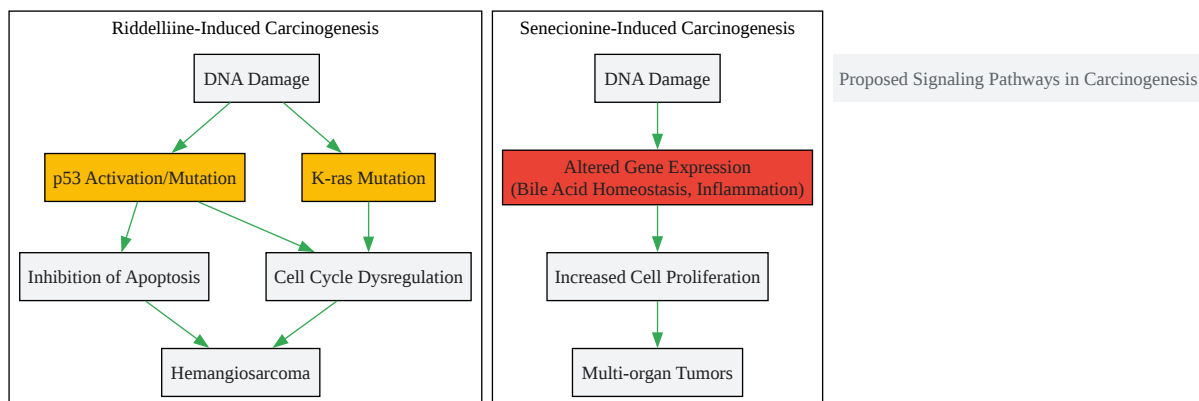 Riddelliine-Induced Carcinogenesis
DNA Damage
p53 Activation/Mutation
K-ras Mutation
Inhibition of Apoptosis
Cell Cycle Dysregulation
Hemangiosarcoma
Senecionine-Induced Carcinogenesis
DNA Damage
Altered Gene Expression
(Bile Acid Homeostasis, Inflammation)
Increased Cell Proliferation
Multi-organ Tumors
Proposed Signaling Pathways in Carcinogenesis